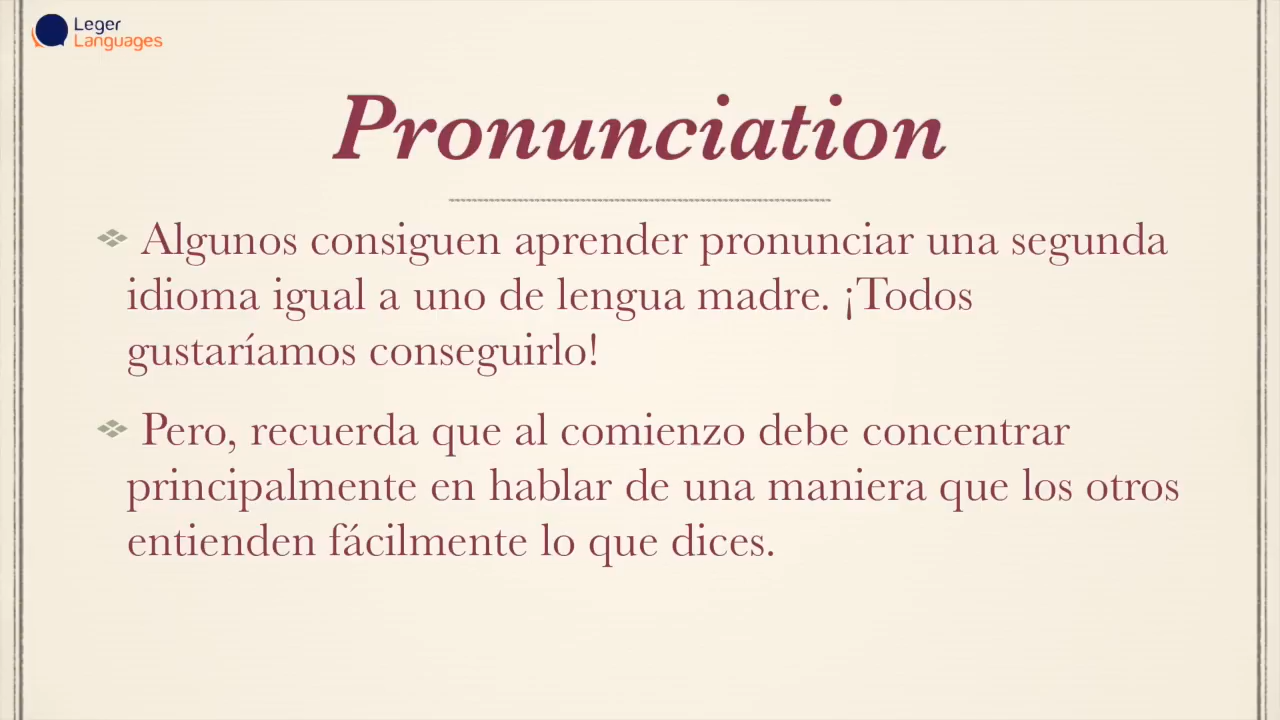 Leger
Languages
Pronunciation
Algunos consiguen aprender pronunciar una segunda
idioma igual a uno de lengua madre. ¡Todos
gustaríamos conseguirlo!
Pero, recuerda que al comienzo debe concentrar
principalmente en hablar de una maniera que los otros
entienden fácilmente lo que dices.